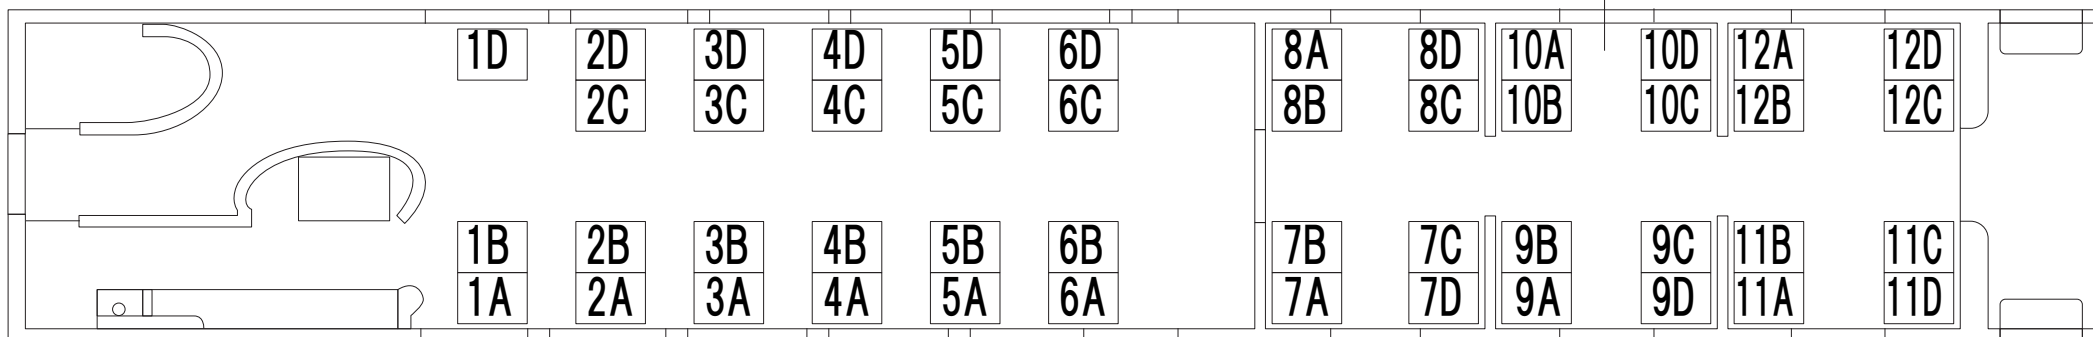 1D 2D 3D 4D 5D 6D 8A 8D 10A 10D 12A 12D
2C 3C 4C 5C 6C 8B 8C 10B 10C 12B 12C
1B 2B 3B 4B 5B 6B 7B 7C 9B 9C 11B 11C
1A 2A 3A 4A 5A 6A 7A 7D 9A 9D 11A 11D